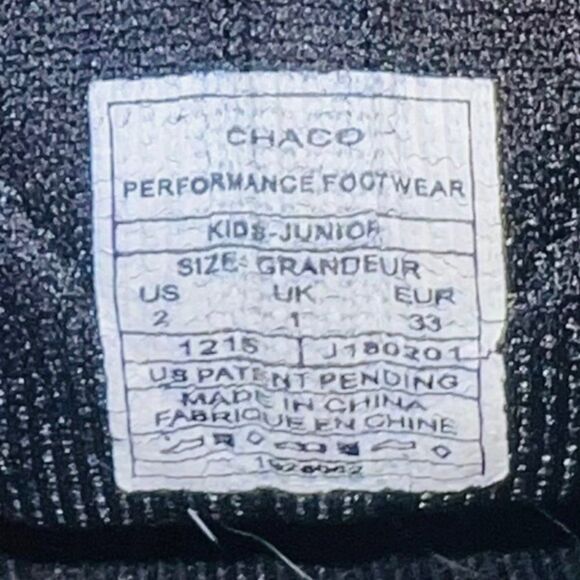 CHACO
PERFORMANCE FOOTWEAR
KIDS-JUNIOR
SIZE- GRANDEUR
US UK EUR
2 1 33
1215 J180201
US PATENT PENDING
MADE IN CHINA
FABRIQUE EN CHINE